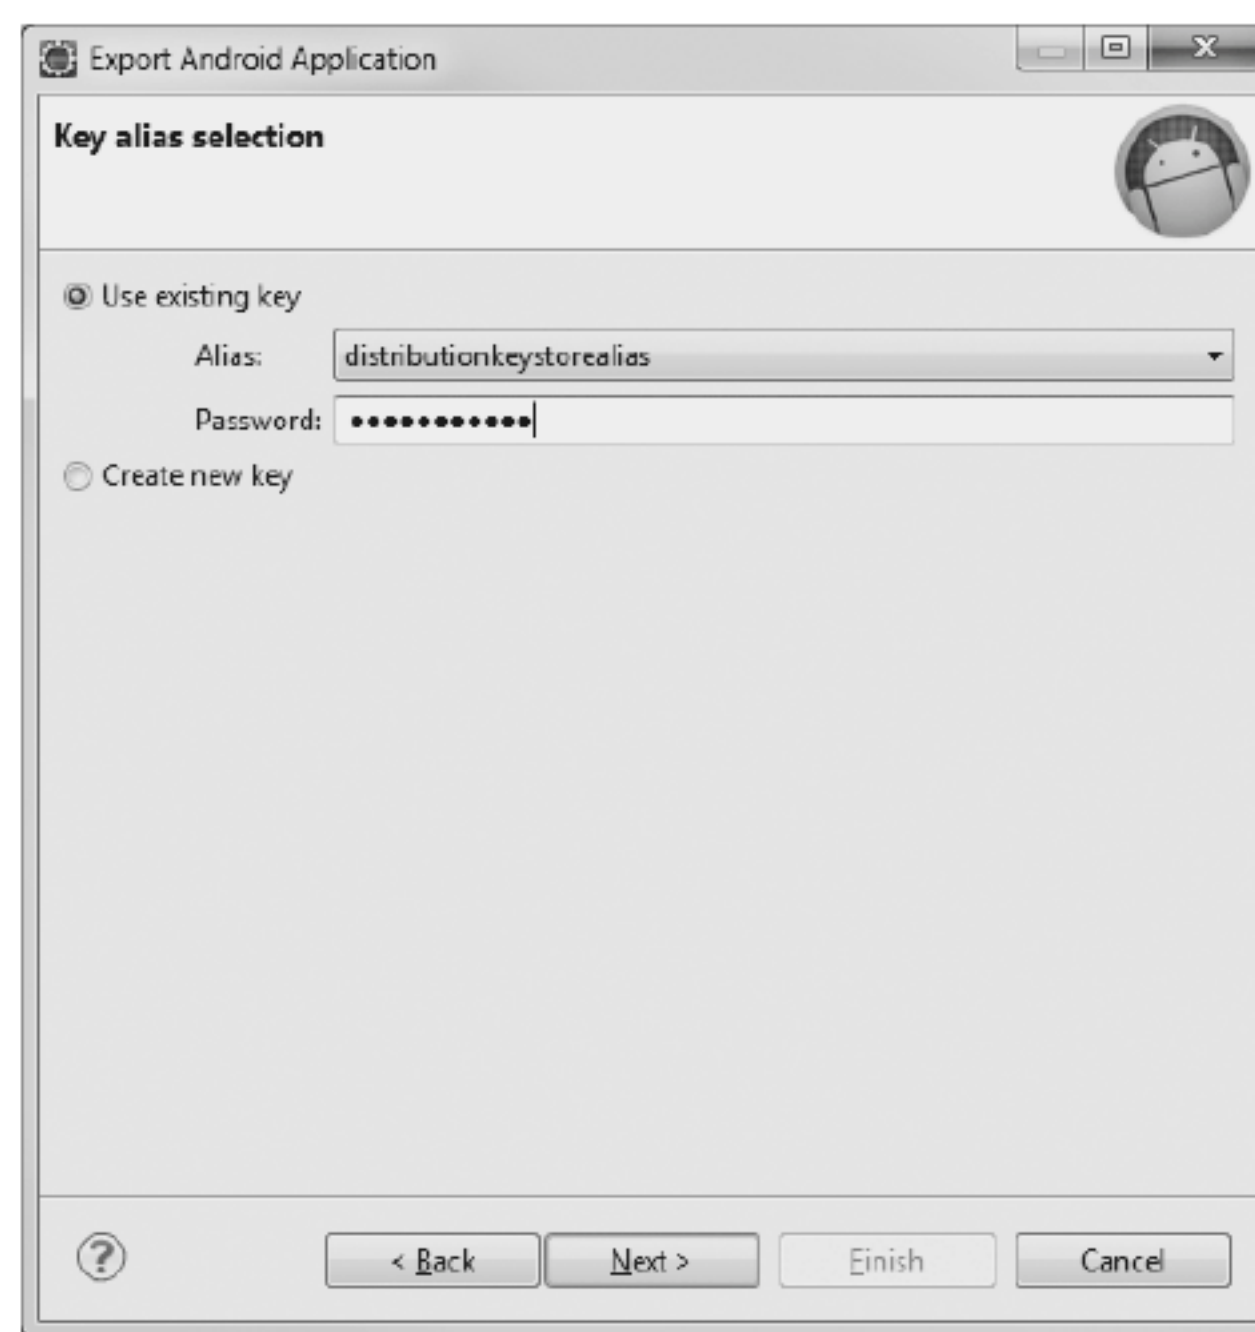 Export Android Application
Key alias selection
Use existing key
Alias: distributionkeystorealias
Password: •••••••••••
Create new key
? < Back Next > Finish Cancel